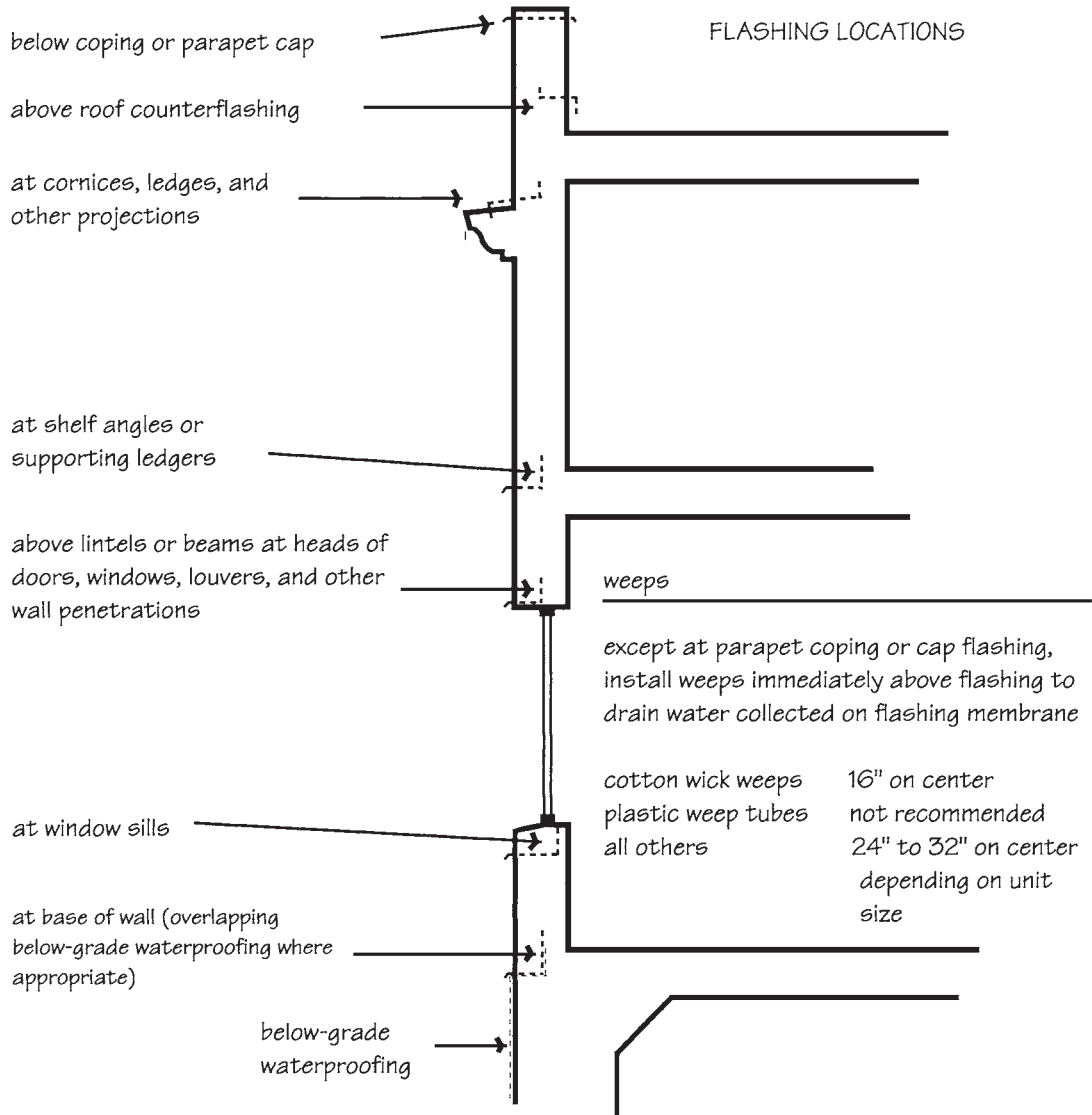 FLASHING LOCATIONS
below coping or parapet cap
above roof counterflashing
at cornices, ledges, and
other projections
at shelf angles or
supporting ledgers
above lintels or beams at heads of
doors, windows, louvers, and other
wall penetrations
weeps
except at parapet coping or cap flashing,
install weeps immediately above flashing to
drain water collected on flashing membrane
cotton wick weeps 16" on center
plastic weep tubes not recommended
all others 24" to 32" on center
depending on unit
size
at window sills
at base of wall (overlapping
below-grade waterproofing where
appropriate)
below-grade
waterproofing